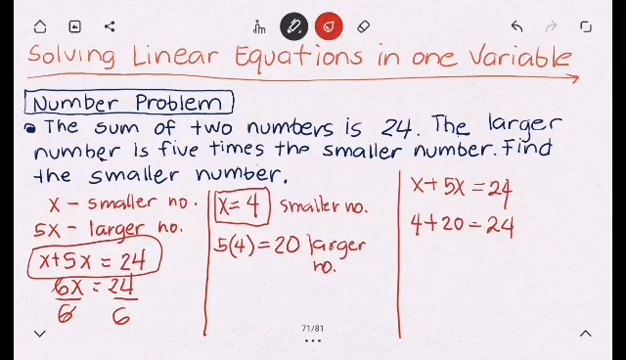 Solving Linear Equations in one Variable
Number Problem
• The sum of two numbers is 24. The larger
number is five times the smaller number. Find
the smaller number.
x - smaller no.
5x - larger no.
x+5x = 24
6x = 24
6 6
x=4 smaller no.
5(4) = 20 larger
no.
x+5x = 24
4+20 = 24
71/81